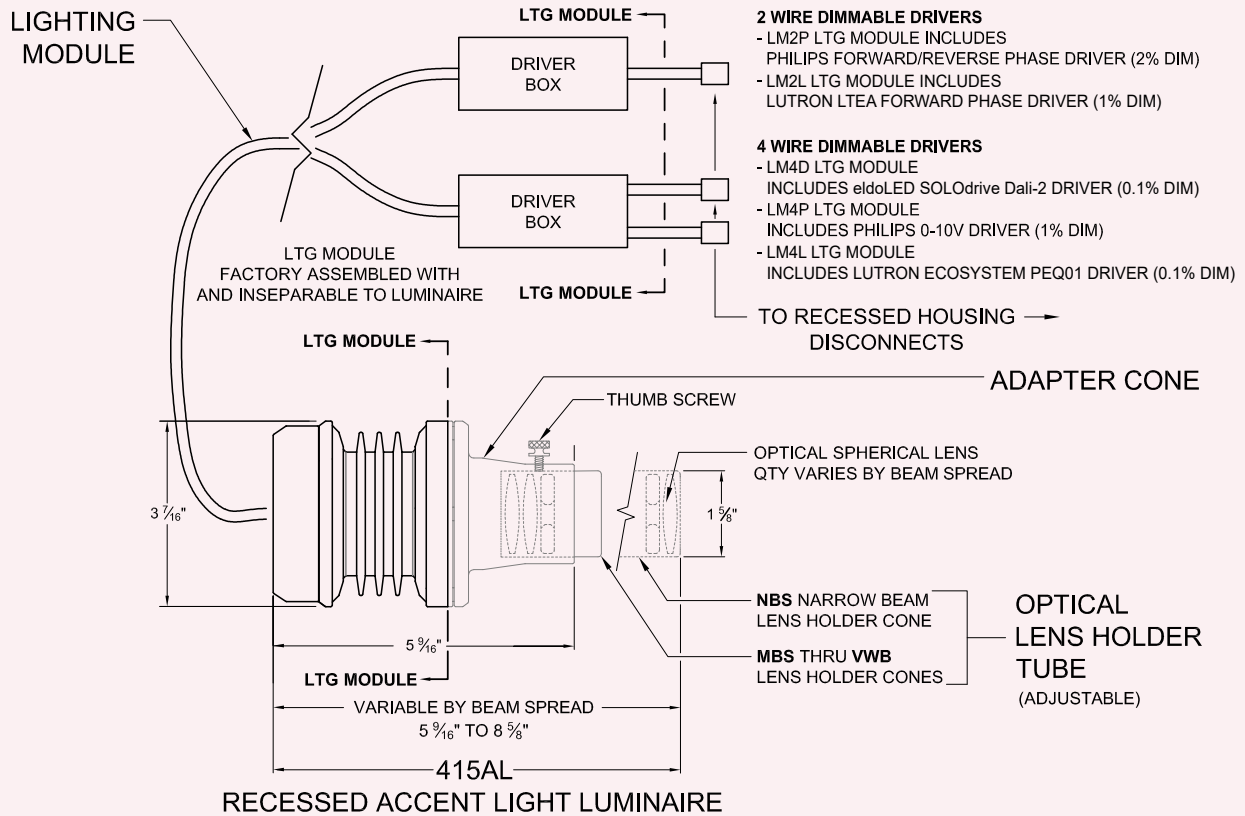 LIGHTING
MODULE
LTG MODULE
DRIVER
BOX
2 WIRE DIMMABLE DRIVERS
- LM2P LTG MODULE INCLUDES
PHILIPS FORWARD/REVERSE PHASE DRIVER (2% DIM)
- LM2L LTG MODULE INCLUDES
LUTRON LTEA FORWARD PHASE DRIVER (1% DIM)
DRIVER
BOX
4 WIRE DIMMABLE DRIVERS
- LM4D LTG MODULE
INCLUDES eldoLED SOLOdrive Dali-2 DRIVER (0.1% DIM)
- LM4P LTG MODULE
INCLUDES PHILIPS 0-10V DRIVER (1% DIM)
- LM4L LTG MODULE
INCLUDES LUTRON ECOSYSTEM PEQ01 DRIVER (0.1% DIM)
LTG MODULE
FACTORY ASSEMBLED WITH
AND INSEPARABLE TO LUMINAIRE
LTG MODULE
TO RECESSED HOUSING
DISCONNECTS
LTG MODULE
ADAPTER CONE
THUMB SCREW
OPTICAL SPHERICAL LENS
QTY VARIES BY BEAM SPREAD
3 7/16"
1 5/8"
NBS NARROW BEAM
LENS HOLDER CONE
MBS THRU VWB
LENS HOLDER CONES
OPTICAL
LENS HOLDER
TUBE
(ADJUSTABLE)
5 9/16"
LTG MODULE
VARIABLE BY BEAM SPREAD
5 9/16" TO 8 5/8"
415AL
RECESSED ACCENT LIGHT LUMINAIRE